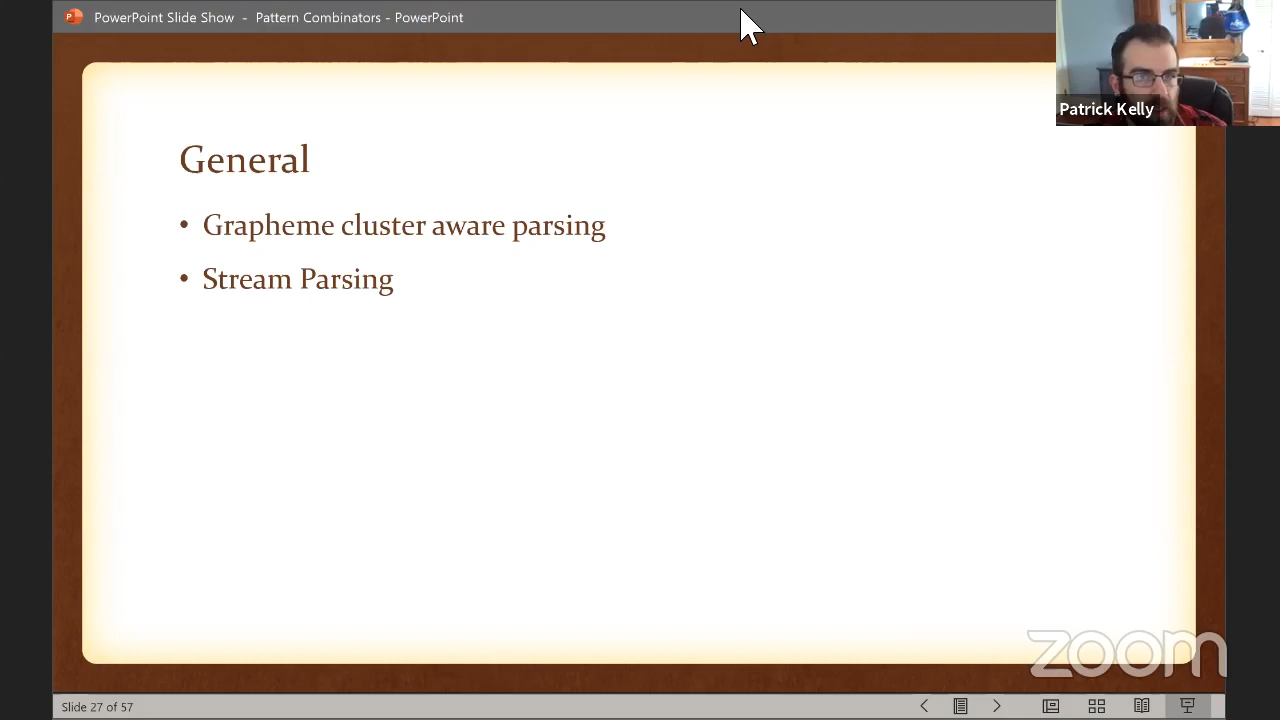 PowerPoint Slide Show - Pattern Combinators - PowerPoint
Patrick Kelly
General
• Grapheme cluster aware parsing
• Stream Parsing
zoom
Slide 27 of 57